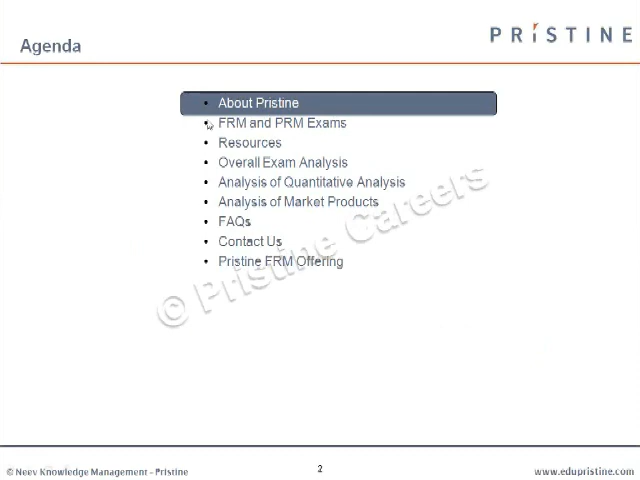 PRISTINE
Agenda
• About Pristine
• FRM and PRM Exams
• Resources
• Overall Exam Analysis
• Analysis of Quantitative Analysis
• Analysis of Market Products
• FAQs
• Contact Us
• Pristine FRM Offering
© Pristine Careers
© Neev Knowledge Management - Pristine
2
www.edupristine.com